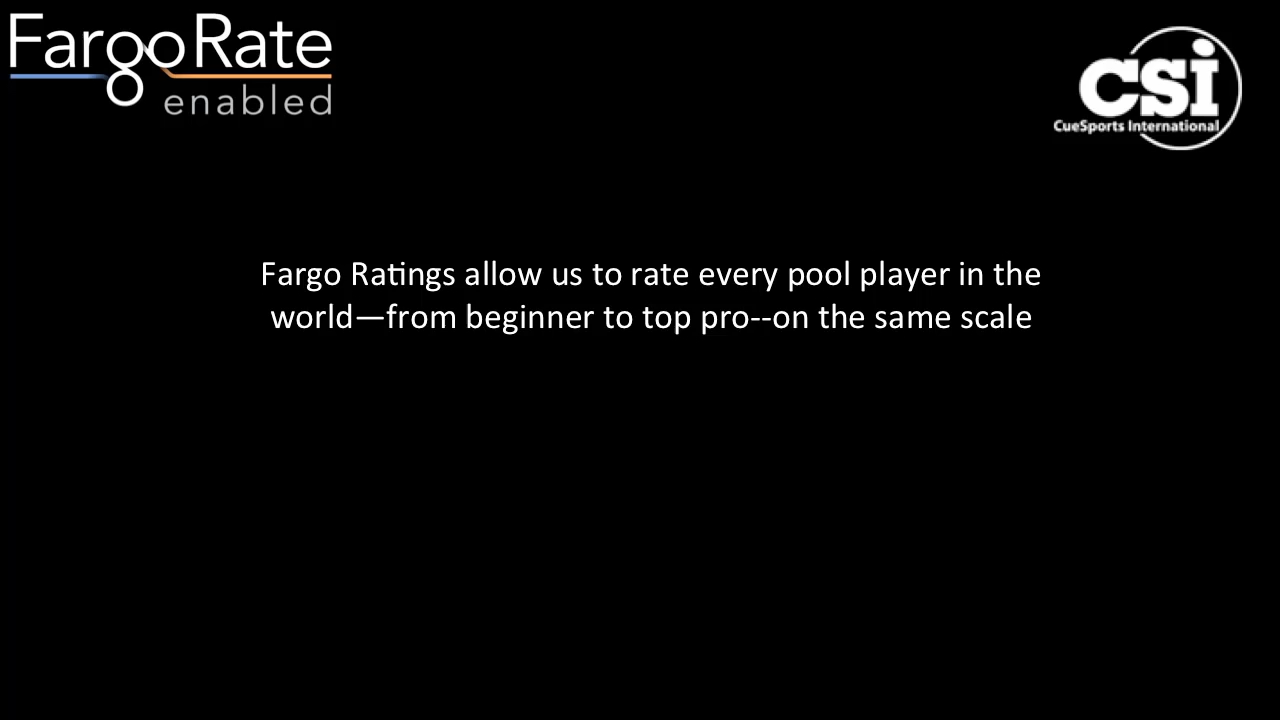 FargoRate
enabled
CSi
CueSports International
Fargo Ratings allow us to rate every pool player in the
world—from beginner to top pro--on the same scale